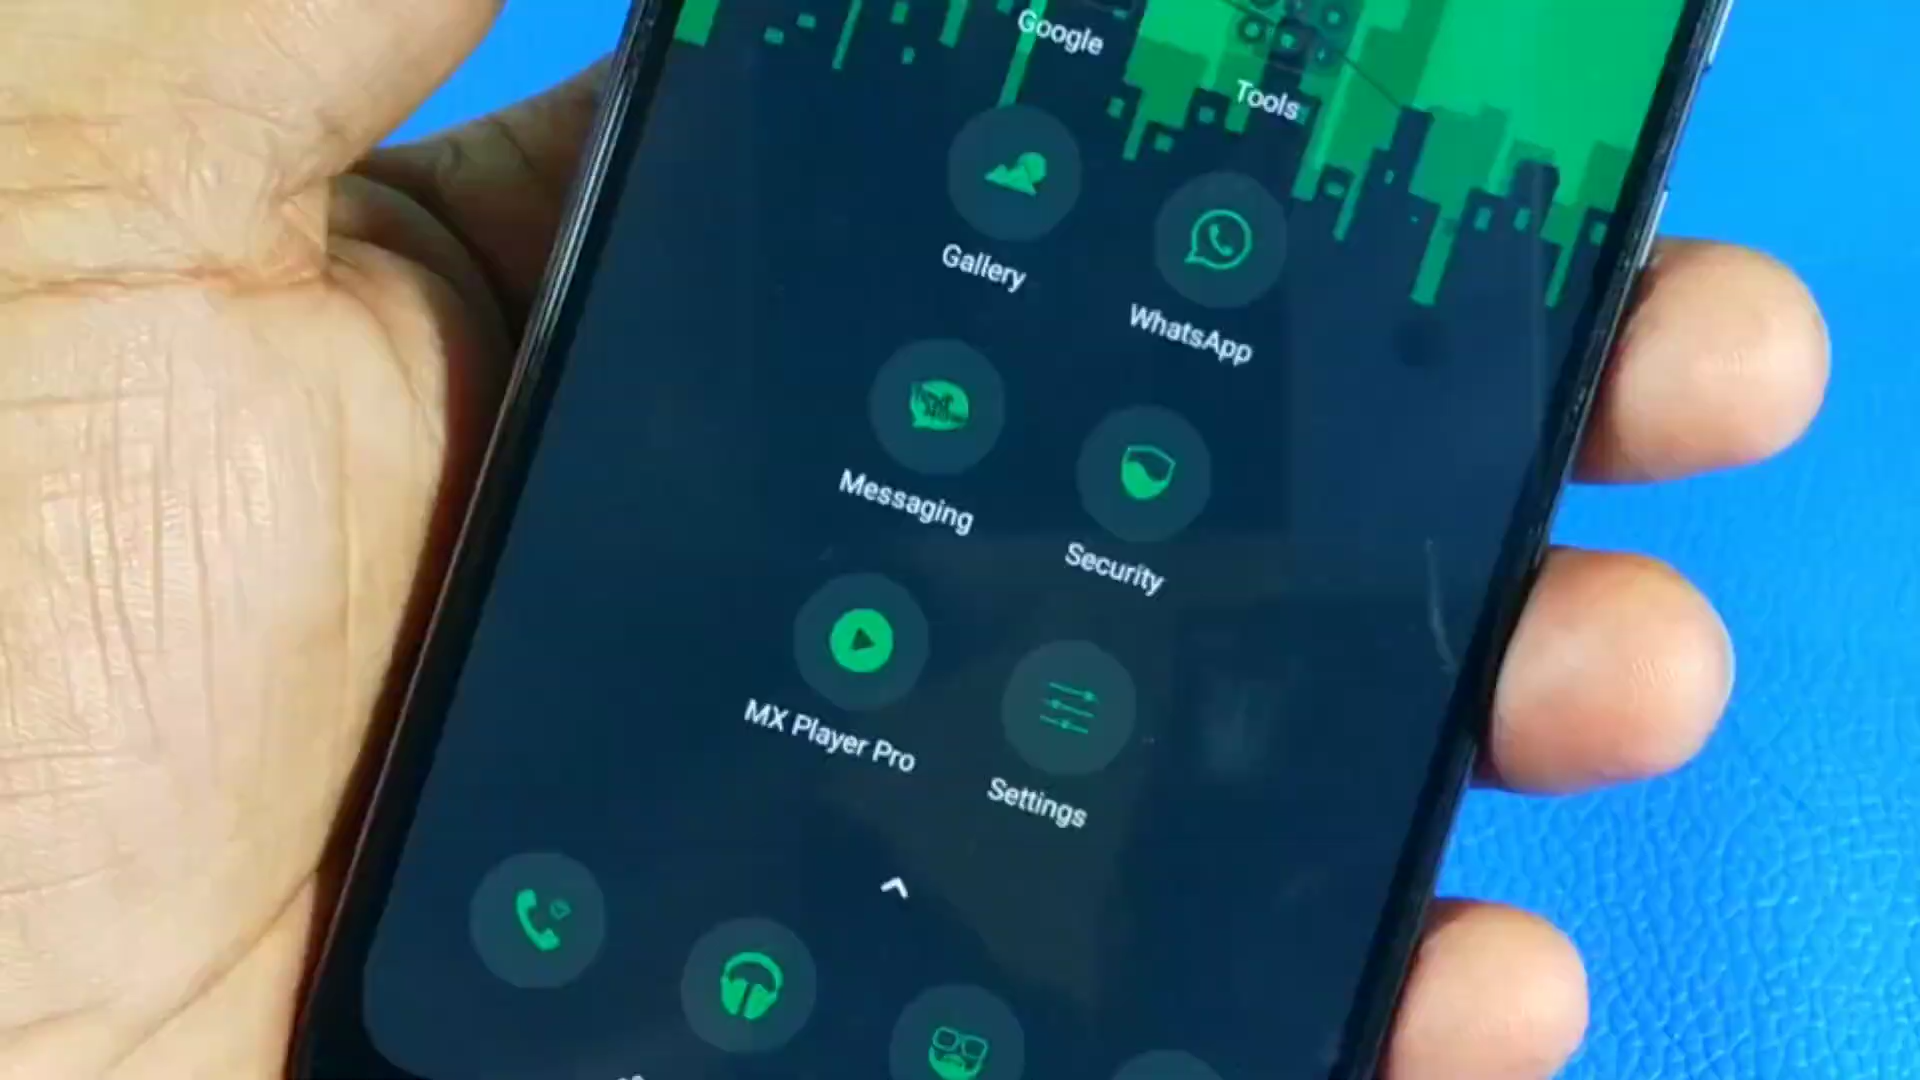 Google
Tools
Gallery
WhatsApp
Messaging
Security
MX Player Pro
Settings